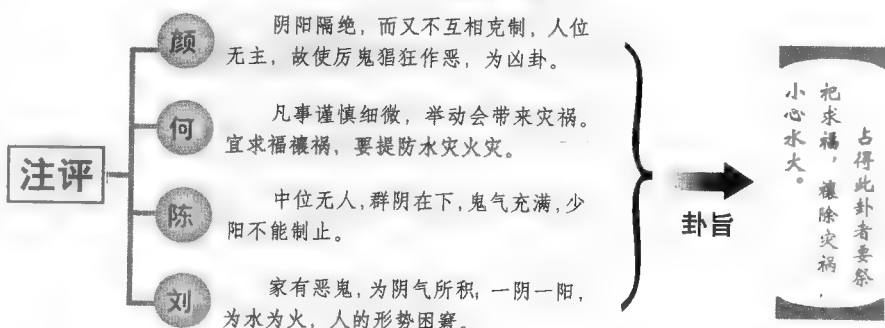 注评
颜
阴阳隔绝，而又不互相克制，人位
无主，故使厉鬼猖狂作恶，为凶卦。
何
凡事谨慎细微，举动会带来灾祸。
宜求福禳祸，要提防水灾火灾。
陈
中位无人，群阴在下，鬼气充满，少
阳不能制止。
刘
家有恶鬼，为阴气所积，一阴一阳，
为水为火，人的形势困窘。
卦旨
占得此卦者要祭
祀求福，禳除灾祸，
小心水大。